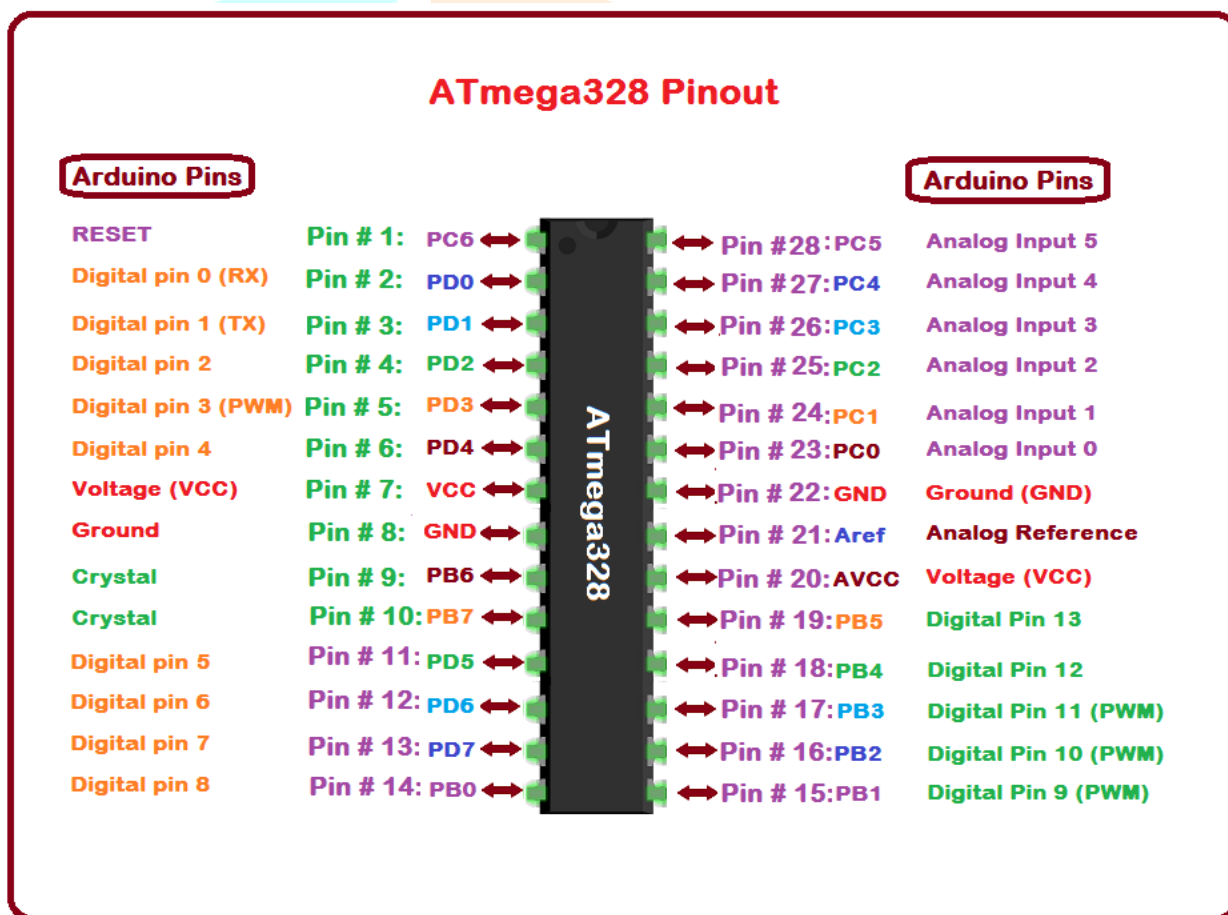 ATmega328 Pinout
Arduino Pins
Arduino Pins
RESET Pin # 1: PC6
Digital pin 0 (RX) Pin # 2: PD0
Digital pin 1 (TX) Pin # 3: PD1
Digital pin 2 Pin # 4: PD2
Digital pin 3 (PWM) Pin # 5: PD3
Digital pin 4 Pin # 6: PD4
Voltage (VCC) Pin # 7: VCC
Ground Pin # 8: GND
Crystal Pin # 9: PB6
Crystal Pin # 10: PB7
Digital pin 5 Pin # 11: PD5
Digital pin 6 Pin # 12: PD6
Digital pin 7 Pin # 13: PD7
Digital pin 8 Pin # 14: PB0
ATmega328
Pin #28: PC5 Analog Input 5
Pin #27: PC4 Analog Input 4
Pin # 26: PC3 Analog Input 3
Pin # 25: PC2 Analog Input 2
Pin # 24: PC1 Analog Input 1
Pin # 23: PC0 Analog Input 0
Pin # 22: GND Ground (GND)
Pin # 21: Aref Analog Reference
Pin # 20: AVCC Voltage (VCC)
Pin # 19: PB5 Digital Pin 13
Pin # 18: PB4 Digital Pin 12
Pin # 17: PB3 Digital Pin 11 (PWM)
Pin # 16: PB2 Digital Pin 10 (PWM)
Pin # 15: PB1 Digital Pin 9 (PWM)